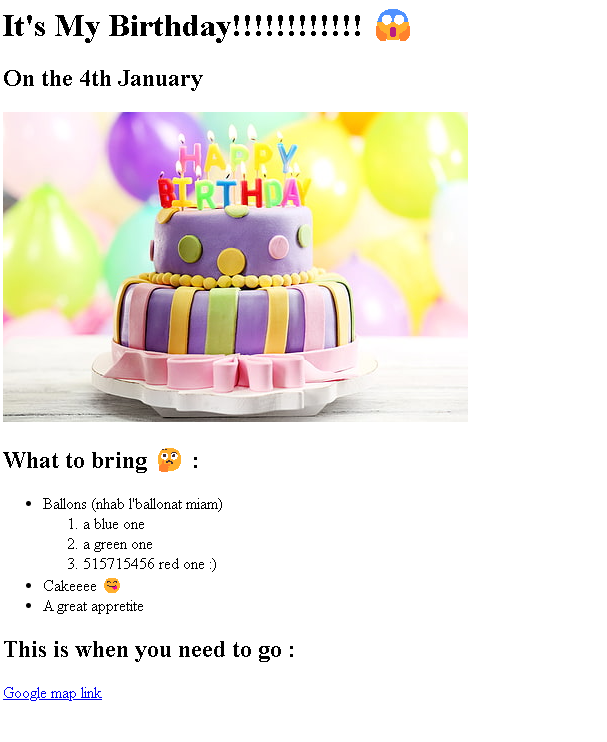 It's My Birthday!!!!!!!!!!!! 😱
On the 4th January
HAPPY
BIRTHDAY
What to bring 🤔 :
• Ballons (nhab l'ballonat miam)
1. a blue one
2. a green one
3. 515715456 red one :)
• Cakeeee 😋
• A great appretite
This is when you need to go :
Google map link